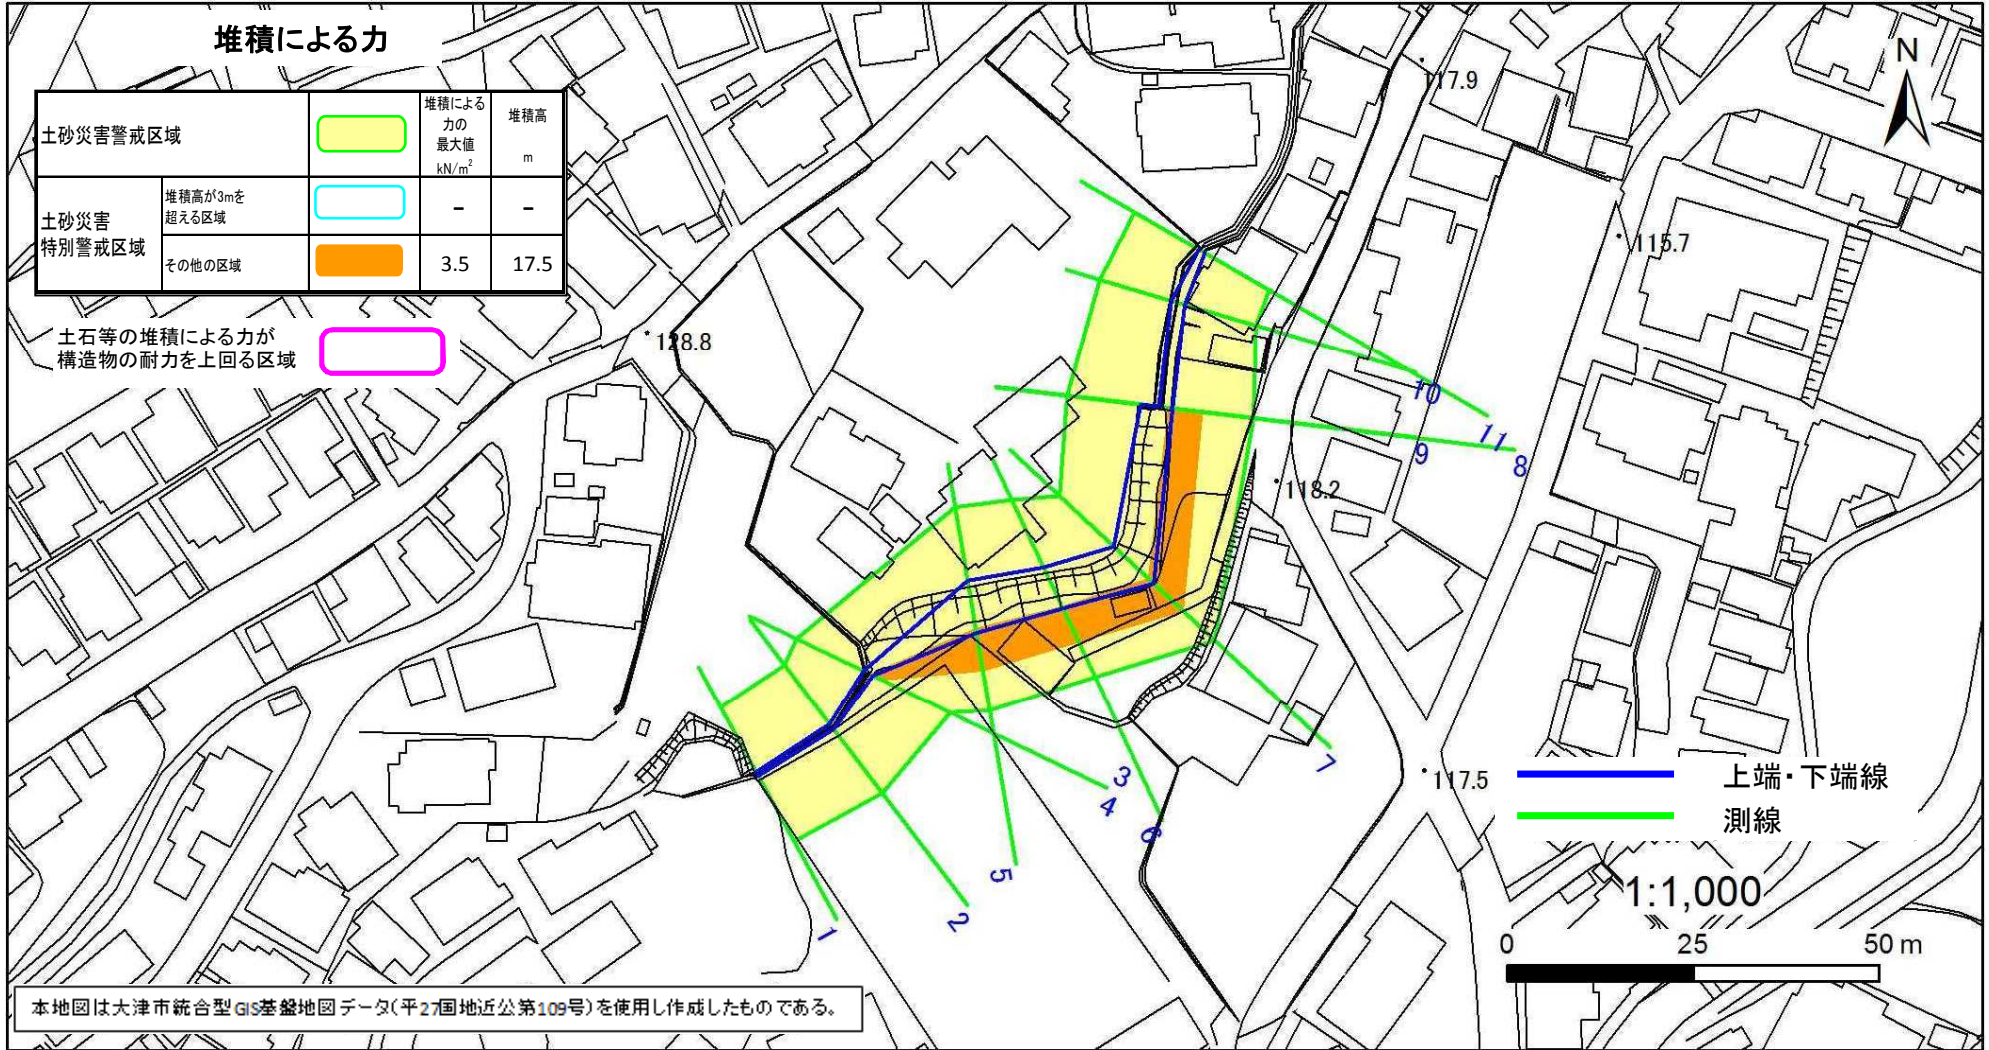 堆積による力
土砂災害警戒区域
堆積による
力の
最大値
kN/m²
堆積高
m
土砂災害
特別警戒区域
堆積高が3mを
超える区域
-
-
その他の区域
3.5
17.5
土石等の堆積による力が
構造物の耐力を上回る区域
N
117.9
115.7
128.8
118.2
117.5
10
11
9
8
7
3
4
6
5
2
1
上端・下端線
測線
1:1,000
0
25
50 m
本地図は大津市統合型GIS基盤地図データ(平27国地近公第109号)を使用し作成したものである。